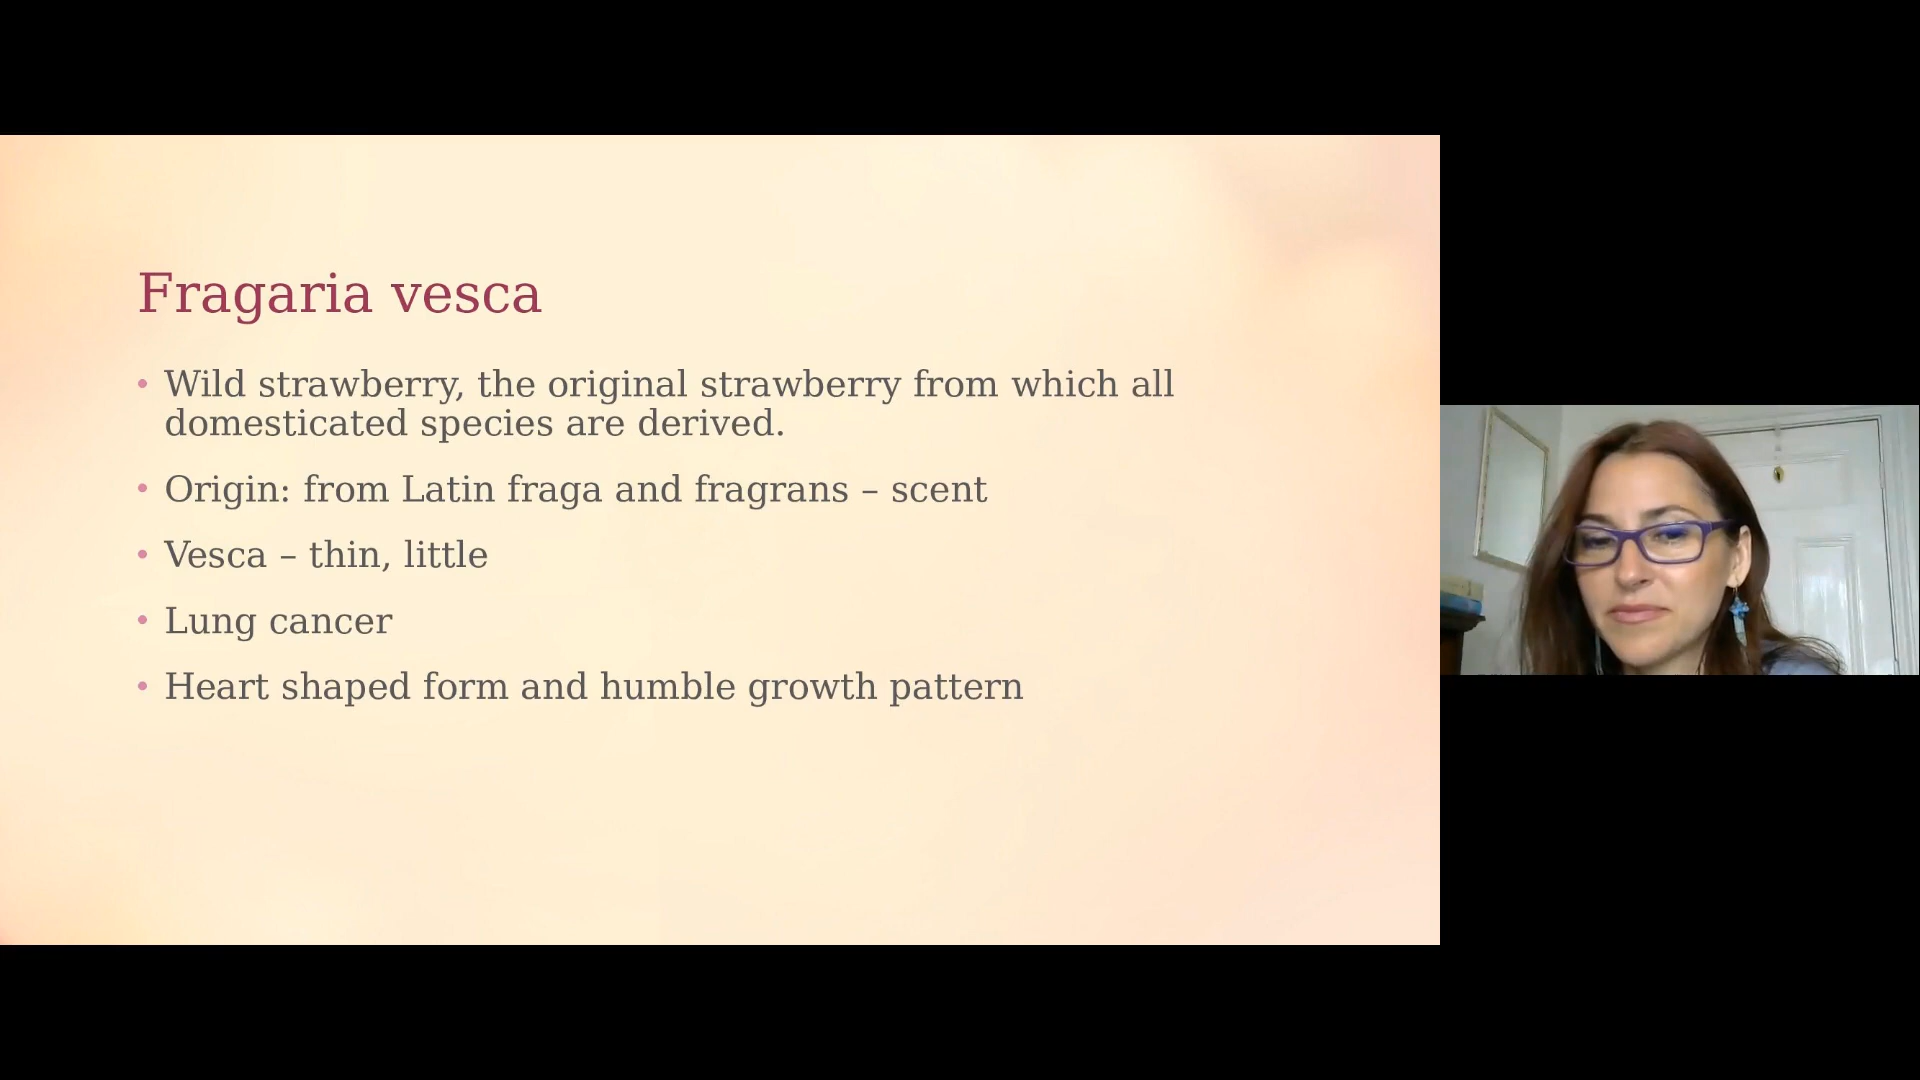 Fragaria vesca
• Wild strawberry, the original strawberry from which all
domesticated species are derived.
• Origin: from Latin fraga and fragrans – scent
• Vesca – thin, little
• Lung cancer
• Heart shaped form and humble growth pattern